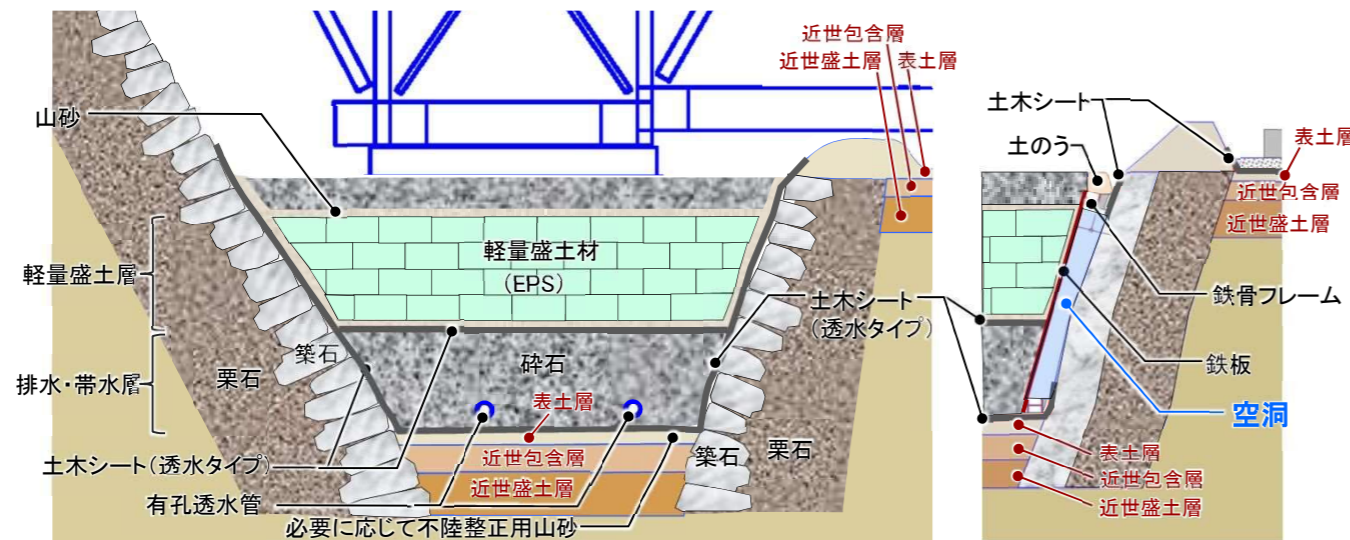 近世包含層
近世盛土層 表土層
山砂
軽量盛土材
（EPS）
軽量盛土層
排水・帯水層
築石
栗石
砕石
表土層
土木シート（透水タイプ）
近世包含層
有孔透水管
近世盛土層
必要に応じて不陸整正用山砂
築石
栗石
土木シート
（透水タイプ）
土木シート
土のう
表土層
近世包含層
近世盛土層
鉄骨フレーム
鉄板
空洞
表土層
近世包含層
近世盛土層